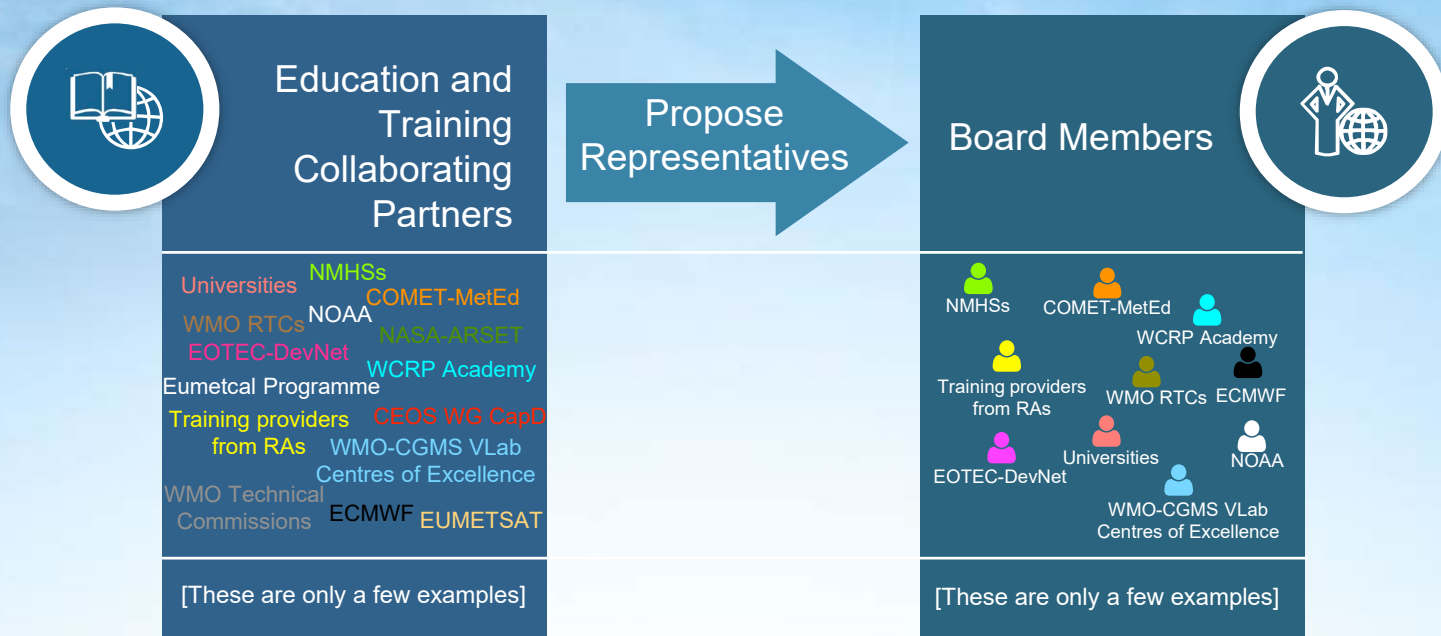 Education and
Training
Collaborating
Partners
Propose
Representatives
Board Members
Universities
NMHSs
COMET-MetEd
NOAA
WMO RTCs
NASA-ARSET
EOTEC-DevNet
WCRP Academy
Eumetcal Programme
Training providers
from RAs
CEOS WG CapD
WMO-CGMS VLab
Centres of Excellence
WMO Technical
Commissions
ECMWF
EUMETSAT
[These are only a few examples]
NMHSs
COMET-MetEd
WCRP Academy
Training providers
from RAs
WMO RTCs
ECMWF
EOTEC-DevNet
Universities
NOAA
WMO-CGMS VLab
Centres of Excellence
[These are only a few examples]